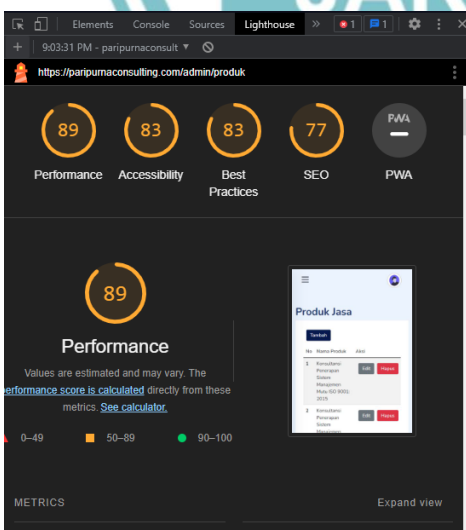 Elements Console Sources Lighthouse » 1 1
9:03:31 PM - paripurnaconsult
https://paripurnaconsulting.com/admin/produk
89 83 83 77 PWA
Performance Accessibility Best Practices SEO PWA
89
Performance
Values are estimated and may vary. The
performance score is calculated directly from these
metrics. See calculator.
0–49 50–89 90–100
Produk Jasa
Tambah
No Nama Produk Aksi
1 Konsultansi Penerapan Sistem Manajemen Mutu ISO 9001: 2015 Edit Hapus
2 Konsultansi Penerapan Sistem Manajemen Edit Hapus
METRICS Expand view